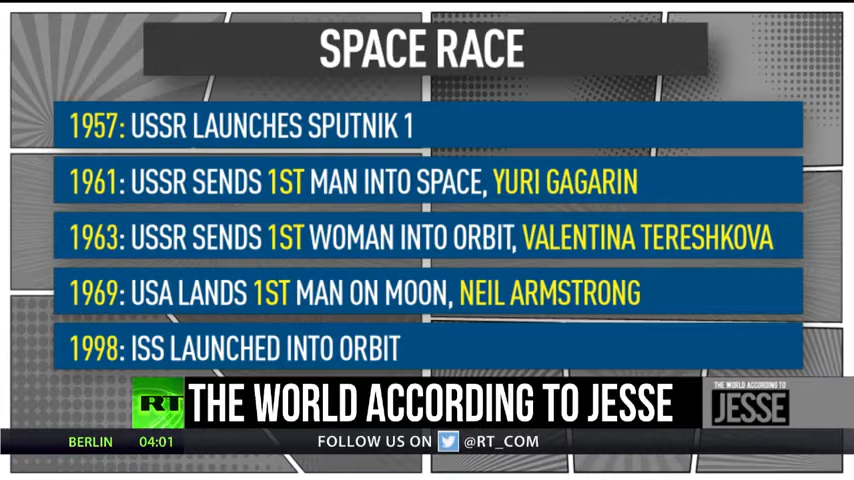 SPACE RACE
1957: USSR LAUNCHES SPUTNIK 1
1961: USSR SENDS 1ST MAN INTO SPACE, YURI GAGARIN
1963: USSR SENDS 1ST WOMAN INTO ORBIT, VALENTINA TERESHKOVA
1969: USA LANDS 1ST MAN ON MOON, NEIL ARMSTRONG
1998: ISS LAUNCHED INTO ORBIT
RT THE WORLD ACCORDING TO JESSE
THE WORLD ACCORDING TO
JESSE
BERLIN 04:01 FOLLOW US ON @RT_COM